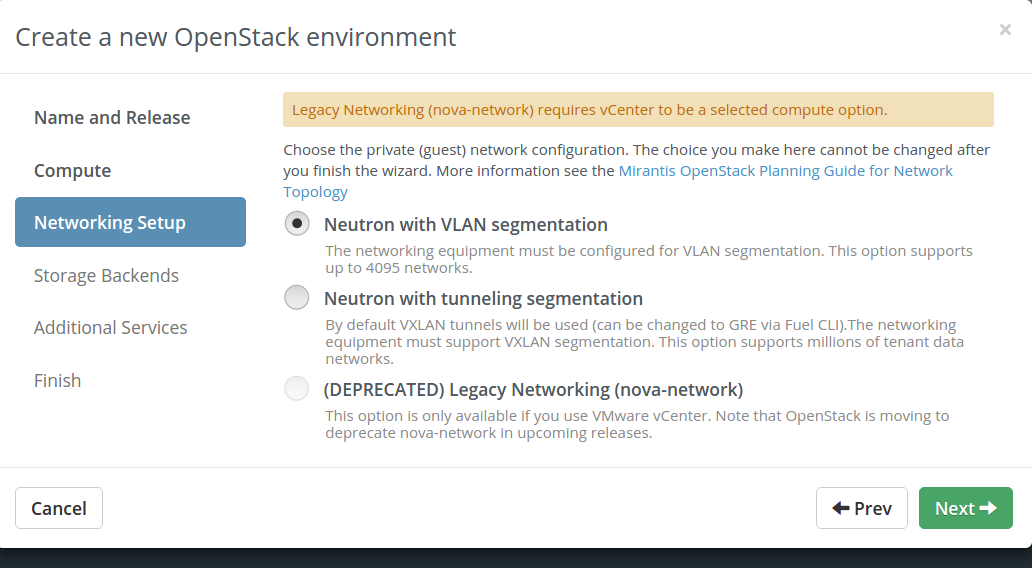 Create a new OpenStack environment
×
Name and Release
Compute
Networking Setup
Storage Backends
Additional Services
Finish
Legacy Networking (nova-network) requires vCenter to be a selected compute option.
Choose the private (guest) network configuration. The choice you make here cannot be changed after
you finish the wizard. More information see the Mirantis OpenStack Planning Guide for Network
Topology
Neutron with VLAN segmentation
The networking equipment must be configured for VLAN segmentation. This option supports
up to 4095 networks.
Neutron with tunneling segmentation
By default VXLAN tunnels will be used (can be changed to GRE via Fuel CLI).The networking
equipment must support VXLAN segmentation. This option supports millions of tenant data
networks.
(DEPRECATED) Legacy Networking (nova-network)
This option is only available if you use VMware vCenter. Note that OpenStack is moving to
deprecate nova-network in upcoming releases.
Cancel
Prev
Next